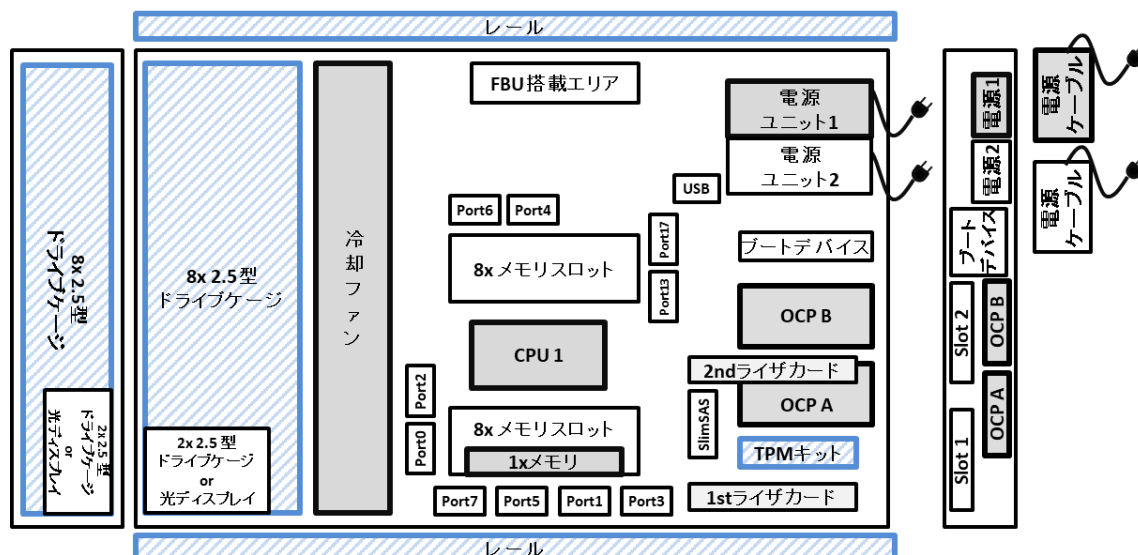 レール
8x 2.5 型
ドライブケージ
2x 2.5 型
ドライブケージ
or
光ディスプレイ
8x 2.5 型
ドライブケージ
2x 2.5 型
ドライブケージ
or
光ディスプレイ
冷却ファン
FBU 搭載エリア
電源
ユニット1
電源
ユニット2
USB
Port6
Port4
Port17
Port13
8x メモリスロット
ブートデバイス
CPU 1
OCP B
2ndライザカード
OCP A
Port2
Port0
SlimSAS
8x メモリスロット
1xメモリ
TPMキット
Port7
Port5
Port1
Port3
1stライザカード
電源1
電源2
ブート
デバイス
Slot 2
OCP B
Slot 1
OCP A
電源
ケーブル
電源
ケーブル
レール